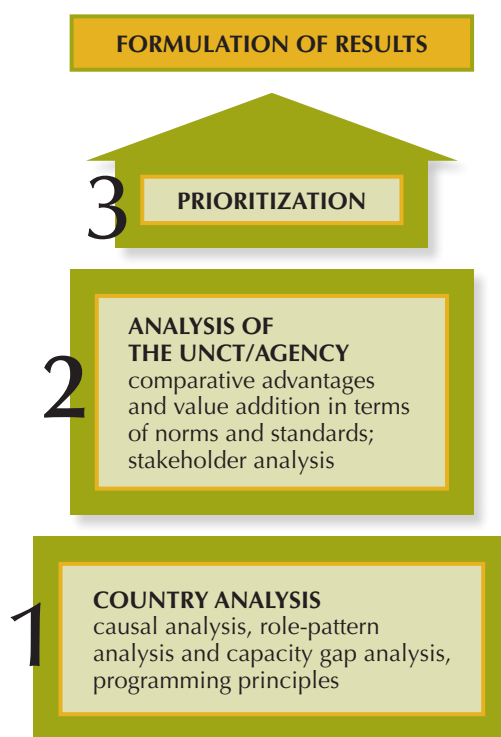 FORMULATION OF RESULTS
3
PRIORITIZATION
2
ANALYSIS OF
THE UNCT/AGENCY
comparative advantages
and value addition in terms
of norms and standards;
stakeholder analysis
1
COUNTRY ANALYSIS
causal analysis, role-pattern
analysis and capacity gap analysis,
programming principles